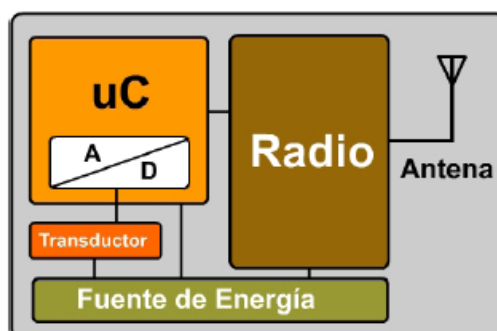 uC
A
D
Radio
Antena
Transductor
Fuente de Energía